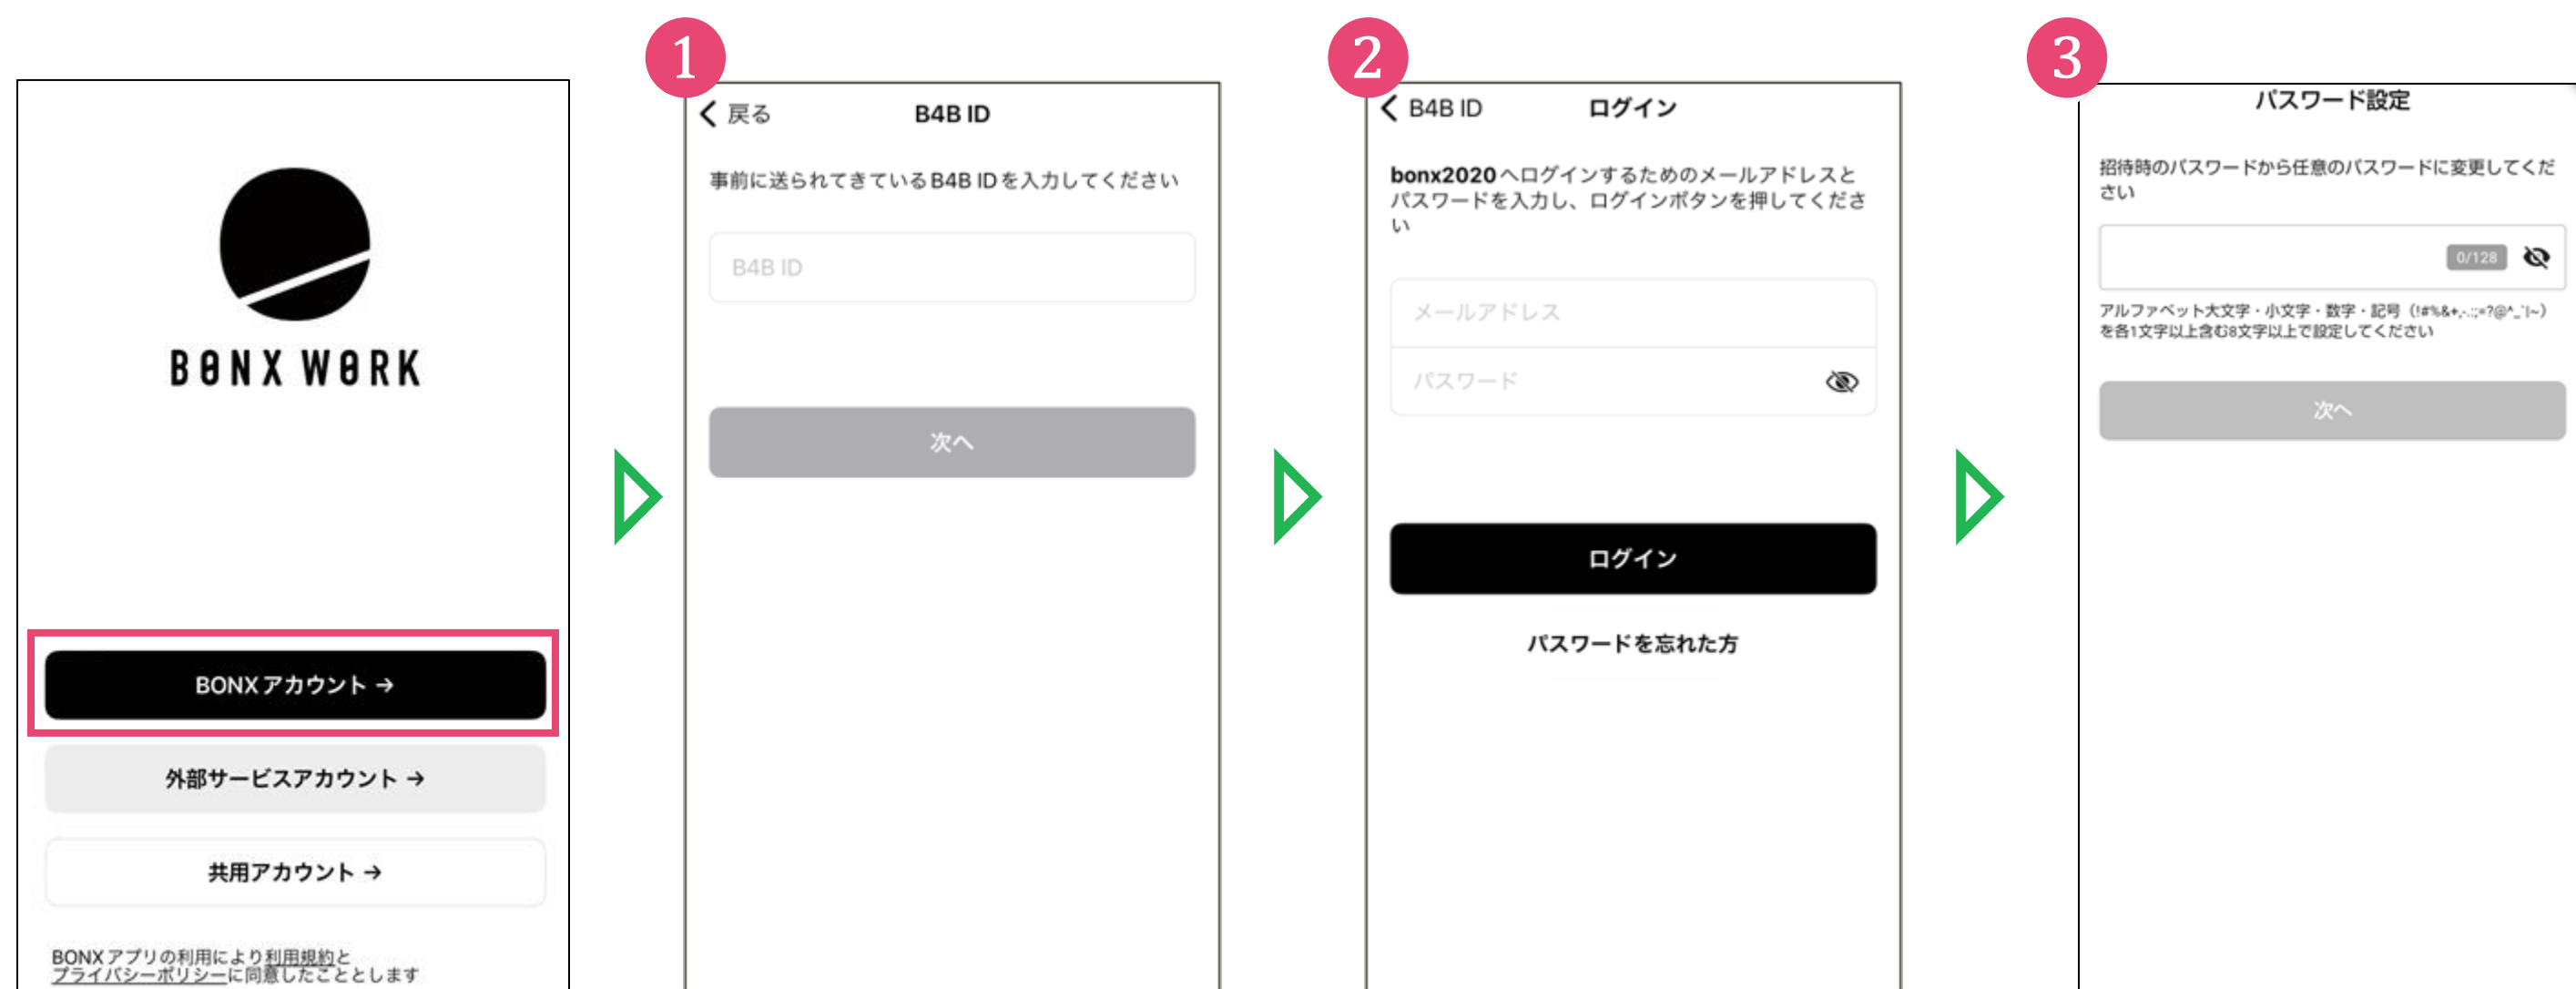 BONX WORK
BONX アカウント →
外部サービスアカウント →
共用アカウント →
BONX アプリの利用により利用規約と
プライバシーポリシーに同意したこととします
1
戻る
B4B ID
事前に送られてきているB4B IDを入力してください
B4B ID
次へ
2
B4B ID
ログイン
bonx2020へログインするためのメールアドレスと
パスワードを入力し、ログインボタンを押してくださ
い
メールアドレス
パスワード
ログイン
パスワードを忘れた方
3
パスワード設定
招待時のパスワードから任意のパスワードに変更してくだ
さい
0/128
アルファベット大文字・小文字・数字・記号（!#%&+,-.:;=?@^_`|~）
を各1文字以上含む8文字以上で設定してください
次へ